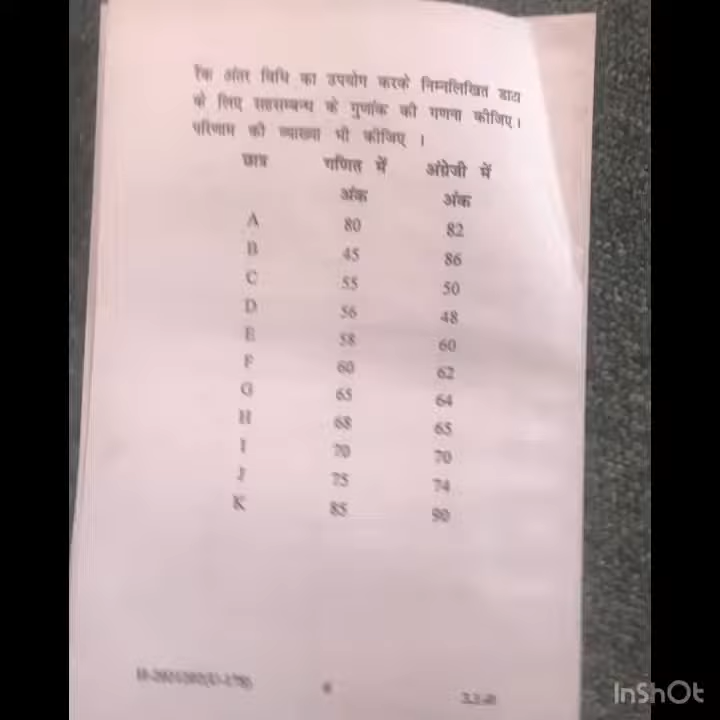 रैंक अंतर विधि का उपयोग करके निम्नलिखित डाटा
के लिए सहसम्बन्ध के गुणांक की गणना कीजिए।
परिणाम की व्याख्या भी कीजिए ।
छात्र गणित में अंग्रेजी में
अंक अंक
A 80 82
B 45 86
C 55 50
D 56 48
E 58 60
F 60 62
G 65 64
H 68 65
I 70 70
J 75 74
K 85 90
6
InShOt